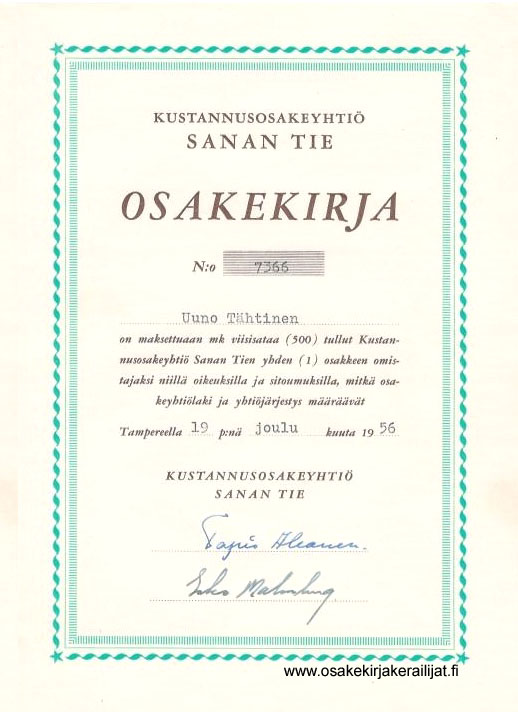 KUSTANNUSOSAKEYHTIÖ
SANAN TIE
OSAKEKIRJA
N:o 7366
Uuno Tähtinen
on maksettuaan mk viisisataa (500) tullut Kustan-
nusosakeyhtiö Sanan Tien yhden (1) osakkeen omis-
tajaksi niillä oikeuksilla ja sitoumuksilla, mitkä osa-
keyhtiölaki ja yhtiöjärjestys määräävät
Tampereella 19 p:nä joulu kuuta 19 56
KUSTANNUSOSAKEYHTIÖ
SANAN TIE
www.osakekirjakerailijat.fi